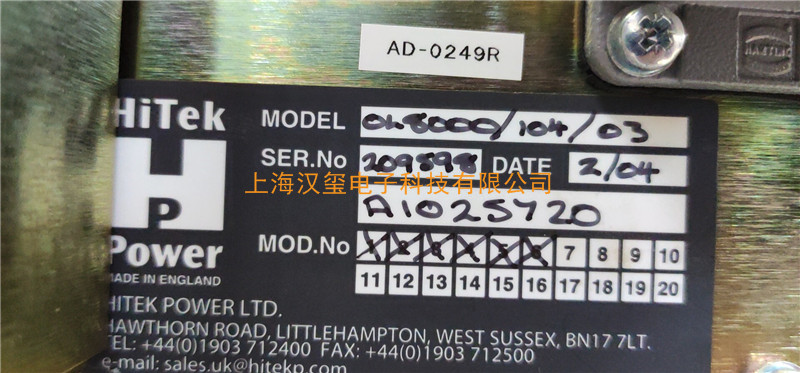 AD-0249R
HARTING
HiTek
MODEL OL8000/104/03
SER.No 209898 DATE 2/04
上海汉玺电子科技有限公司
A1025720
Hp
Power
MOD.No 1 2 3 4 5 6 7 8 9 10
11 12 13 14 15 16 17 18 19 20
MADE IN ENGLAND
HITEK POWER LTD.
HAWTHORN ROAD, LITTLEHAMPTON, WEST SUSSEX, BN17 7LT.
TEL: +44(0)1903 712400 FAX: +44(0)1903 712500
e-mail: sales.uk@hitekp.com